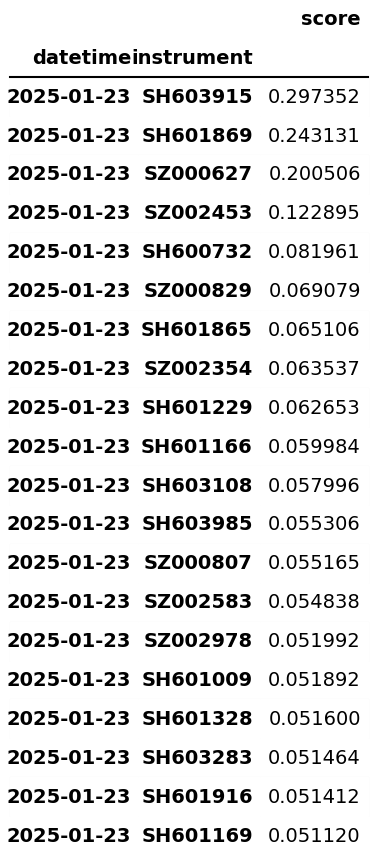 score
datetime instrument
2025-01-23 SH603915 0.297352
2025-01-23 SH601869 0.243131
2025-01-23 SZ000627 0.200506
2025-01-23 SZ002453 0.122895
2025-01-23 SH600732 0.081961
2025-01-23 SZ000829 0.069079
2025-01-23 SH601865 0.065106
2025-01-23 SZ002354 0.063537
2025-01-23 SH601229 0.062653
2025-01-23 SH601166 0.059984
2025-01-23 SH603108 0.057996
2025-01-23 SH603985 0.055306
2025-01-23 SZ000807 0.055165
2025-01-23 SZ002583 0.054838
2025-01-23 SZ002978 0.051992
2025-01-23 SH601009 0.051892
2025-01-23 SH601328 0.051600
2025-01-23 SH603283 0.051464
2025-01-23 SH601916 0.051412
2025-01-23 SH601169 0.051120